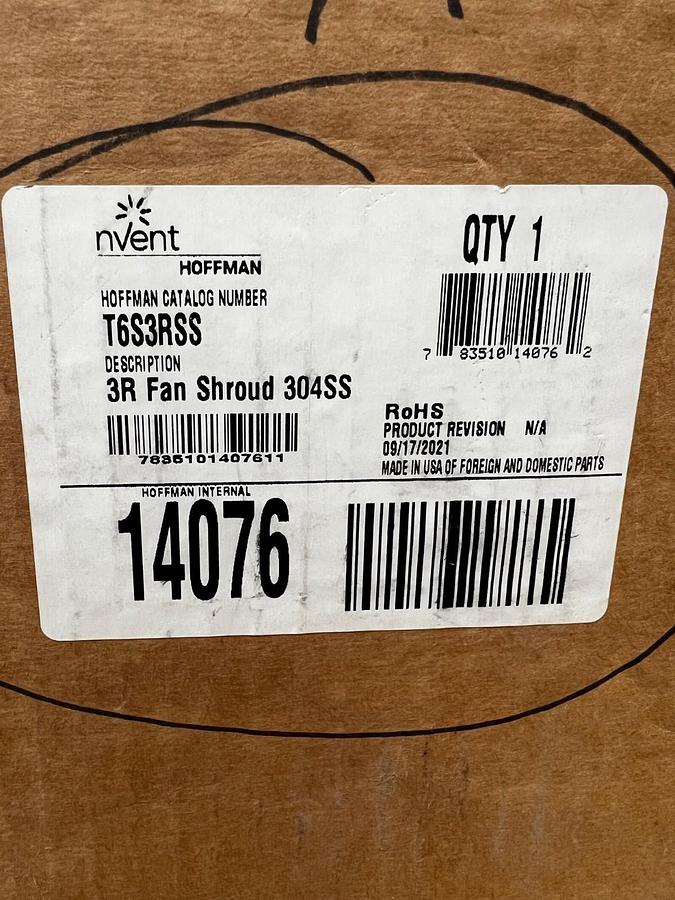 nvent
HOFFMAN
HOFFMAN CATALOG NUMBER
T6S3RSS
DESCRIPTION
3R Fan Shroud 304SS
7835101407611
QTY 1
7 83510 14076 2
RoHS
PRODUCT REVISION N/A
09/17/2021
MADE IN USA OF FOREIGN AND DOMESTIC PARTS
HOFFMAN INTERNAL
14076